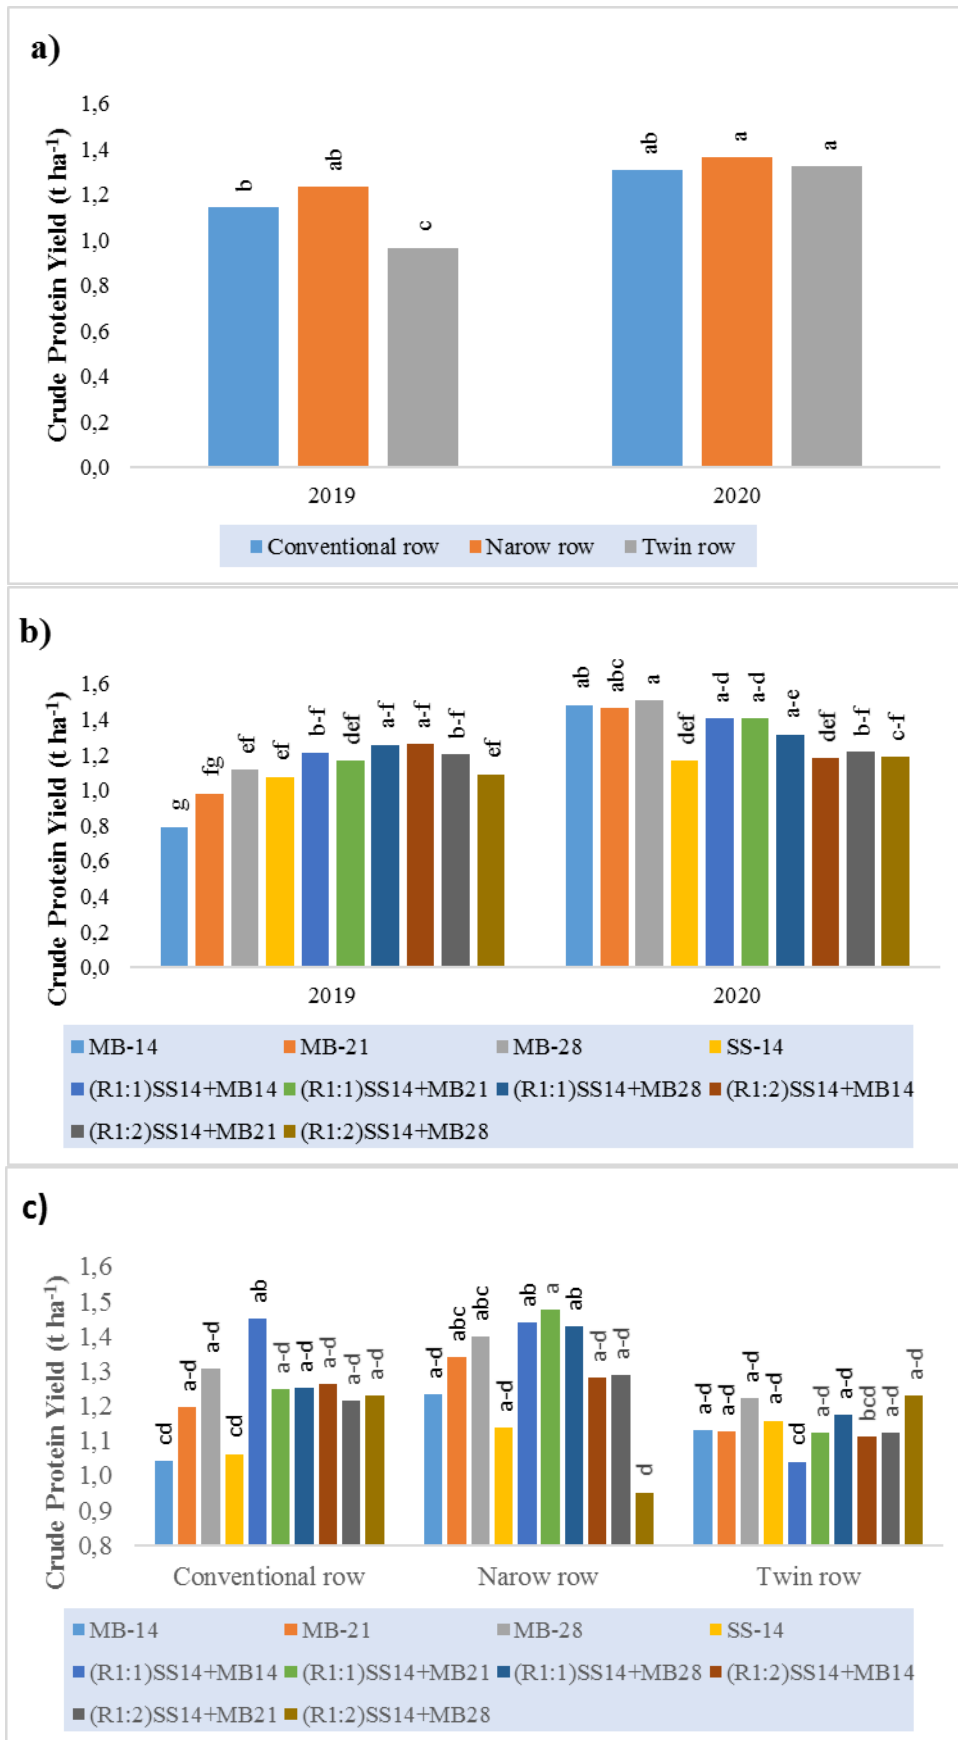 a)
Crude Protein Yield (t ha-1)
1,6
1,4
1,2
1,0
0,8
0,6
0,4
0,2
0,0
b
ab
c
ab
a
a
2019
2020
Conventional row
Narow row
Twin row
b)
Crude Protein Yield (t ha-1)
1,6
1,4
1,2
1,0
0,8
0,6
0,4
0,2
0,0
g
fg
ef
ef
b-f
def
a-f
a-f
b-f
ef
ab
abc
a
def
a-d
a-d
a-e
def
b-f
c-f
2019
2020
MB-14 MB-21 MB-28 SS-14
(R1:1)SS14+MB14 (R1:1)SS14+MB21 (R1:1)SS14+MB28 (R1:2)SS14+MB14
(R1:2)SS14+MB21 (R1:2)SS14+MB28
c)
Crude Protein Yield (t ha-1)
1,6
1,5
1,4
1,3
1,2
1,1
1,0
0,9
0,8
cd
a-d
a-d
cd
ab
a-d
a-d
a-d
a-d
a-d
a-d
abc
abc
a-d
ab
a
ab
a-d
a-d
d
a-d
a-d
a-d
a-d
cd
a-d
a-d
bcd
a-d
a-d
Conventional row
Narow row
Twin row
MB-14 MB-21 MB-28 SS-14
(R1:1)SS14+MB14 (R1:1)SS14+MB21 (R1:1)SS14+MB28 (R1:2)SS14+MB14
(R1:2)SS14+MB21 (R1:2)SS14+MB28